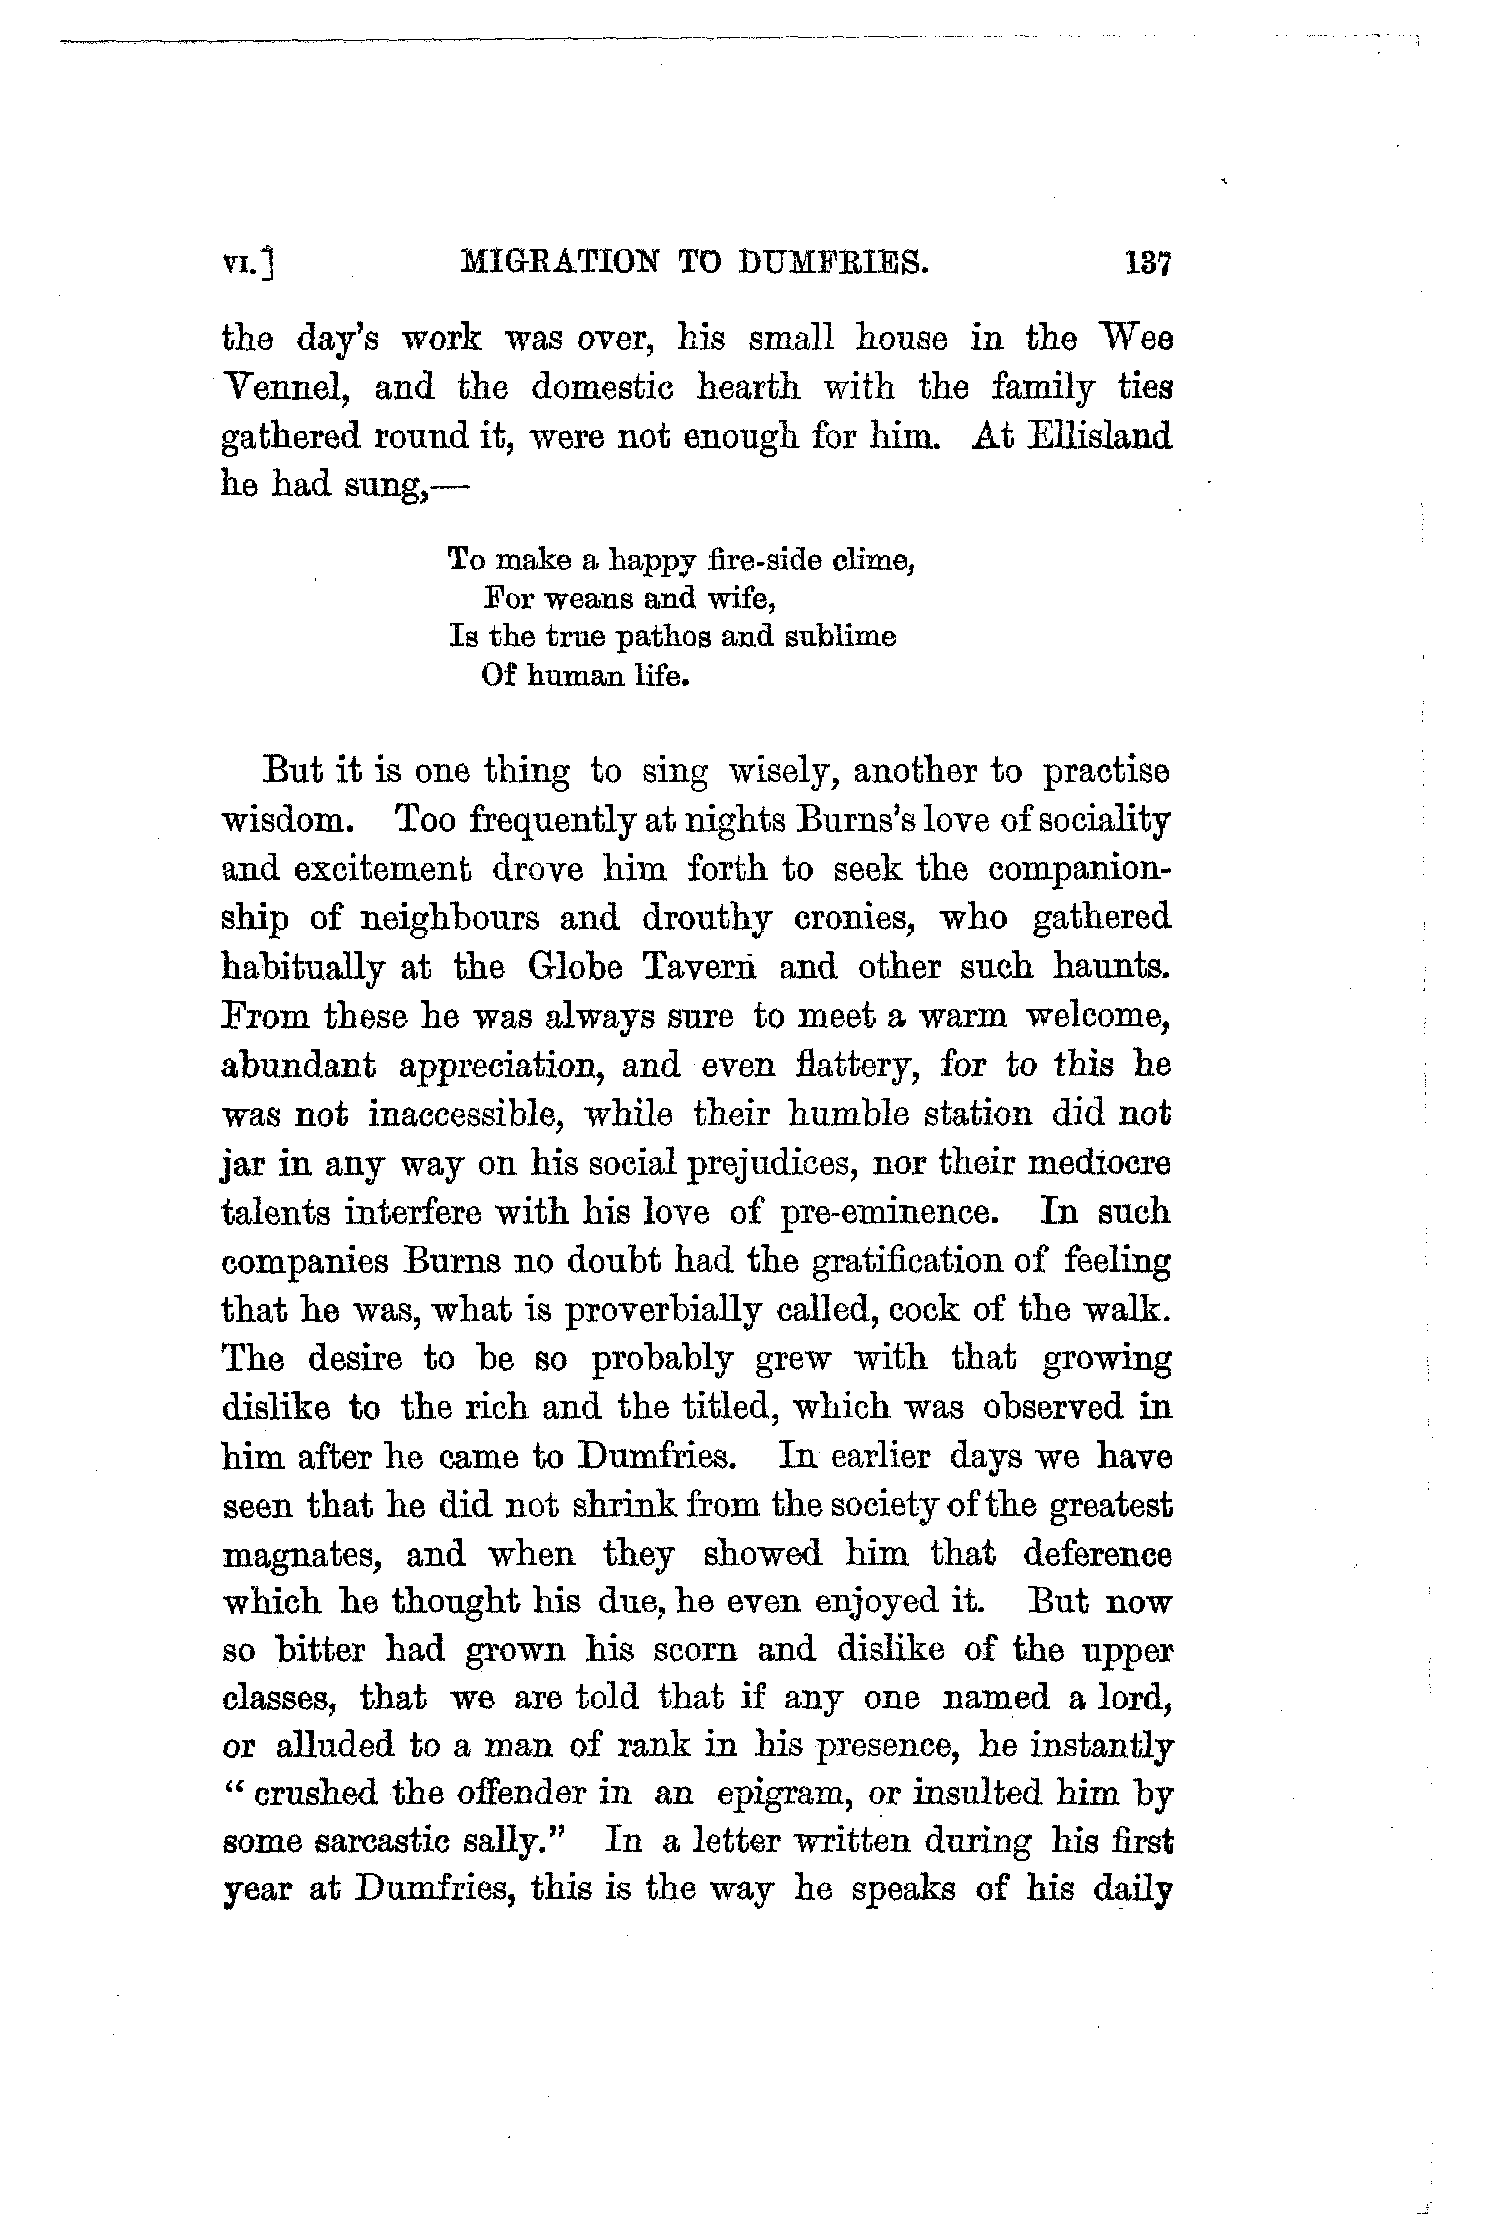 VI.] MIGRATION TO DUMFRIES. 137
the day's work was over, his small house in the Wee
Vennel, and the domestic hearth with the family ties
gathered round it, were not enough for him. At Ellisland
he had sung,—
To make a happy fire-side clime,
For weans and wife,
Is the true pathos and sublime
Of human life.
But it is one thing to sing wisely, another to practise
wisdom. Too frequently at nights Burns's love of sociality
and excitement drove him forth to seek the companion-
ship of neighbours and drouthy cronies, who gathered
habitually at the Globe Tavern and other such haunts.
From these he was always sure to meet a warm welcome,
abundant appreciation, and even flattery, for to this he
was not inaccessible, while their humble station did not
jar in any way on his social prejudices, nor their mediocre
talents interfere with his love of pre-eminence. In such
companies Burns no doubt had the gratification of feeling
that he was, what is proverbially called, cock of the walk.
The desire to be so probably grew with that growing
dislike to the rich and the titled, which was observed in
him after he came to Dumfries. In earlier days we have
seen that he did not shrink from the society of the greatest
magnates, and when they showed him that deference
which he thought his due, he even enjoyed it. But now
so bitter had grown his scorn and dislike of the upper
classes, that we are told that if any one named a lord,
or alluded to a man of rank in his presence, he instantly
“crushed the offender in an epigram, or insulted him by
some sarcastic sally.” In a letter written during his first
year at Dumfries, this is the way he speaks of his daily